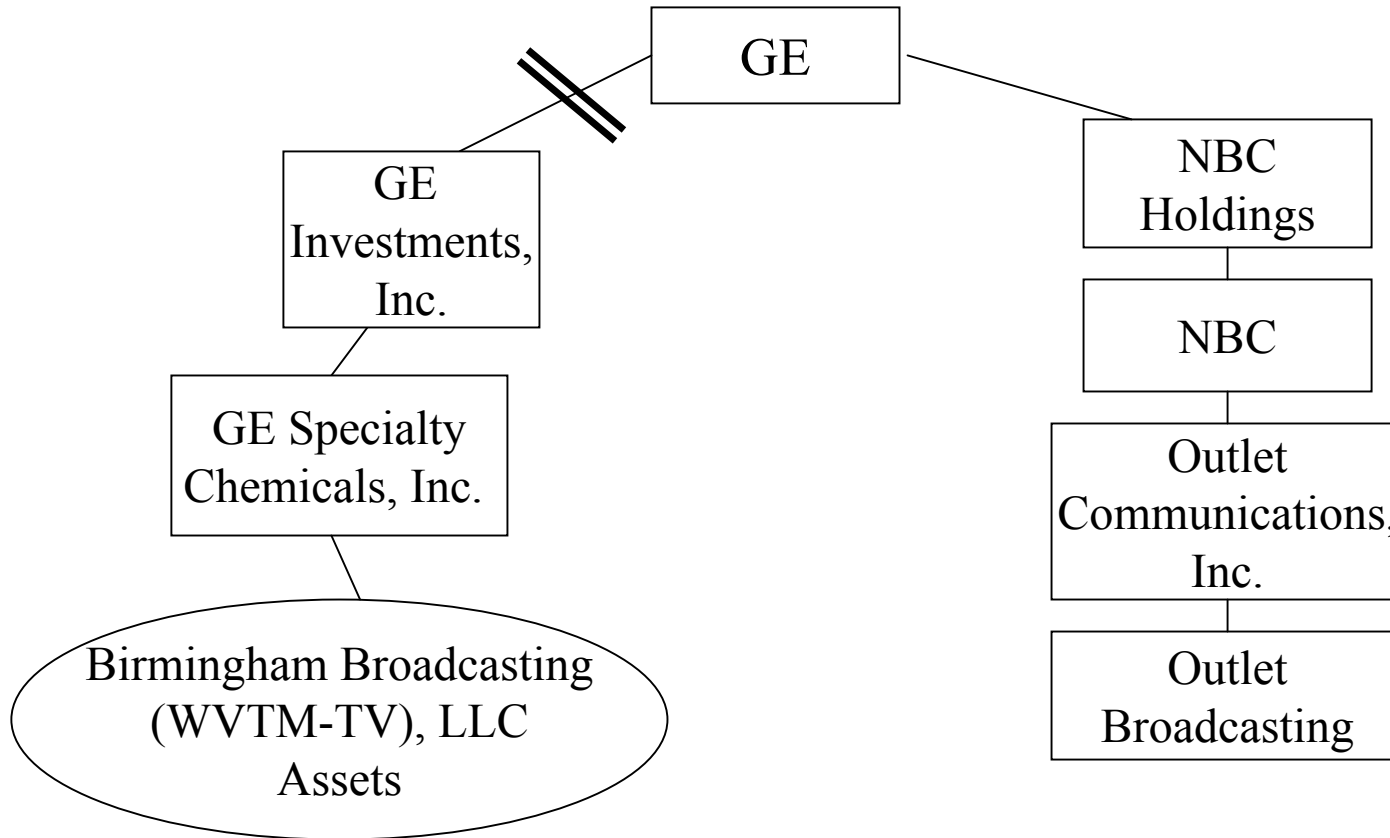 GE
GE
Investments,
Inc.
GE Specialty
Chemicals, Inc.
Birmingham Broadcasting
(WVTM-TV), LLC
Assets
NBC
Holdings
NBC
Outlet
Communications,
Inc.
Outlet
Broadcasting